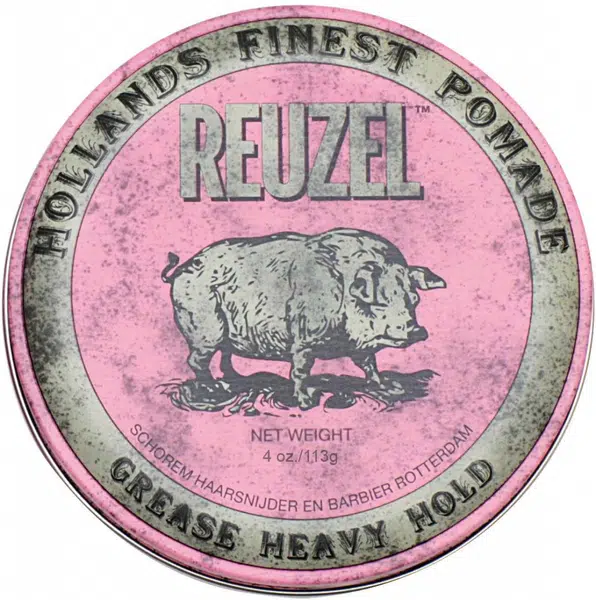 HOLLANDS FINEST POMADE
REUZEL™
NET WEIGHT
4 oz./113g
SCHOREM HAARSNIJDER EN BARBIER ROTTERDAM
GREASE HEAVY HOLD